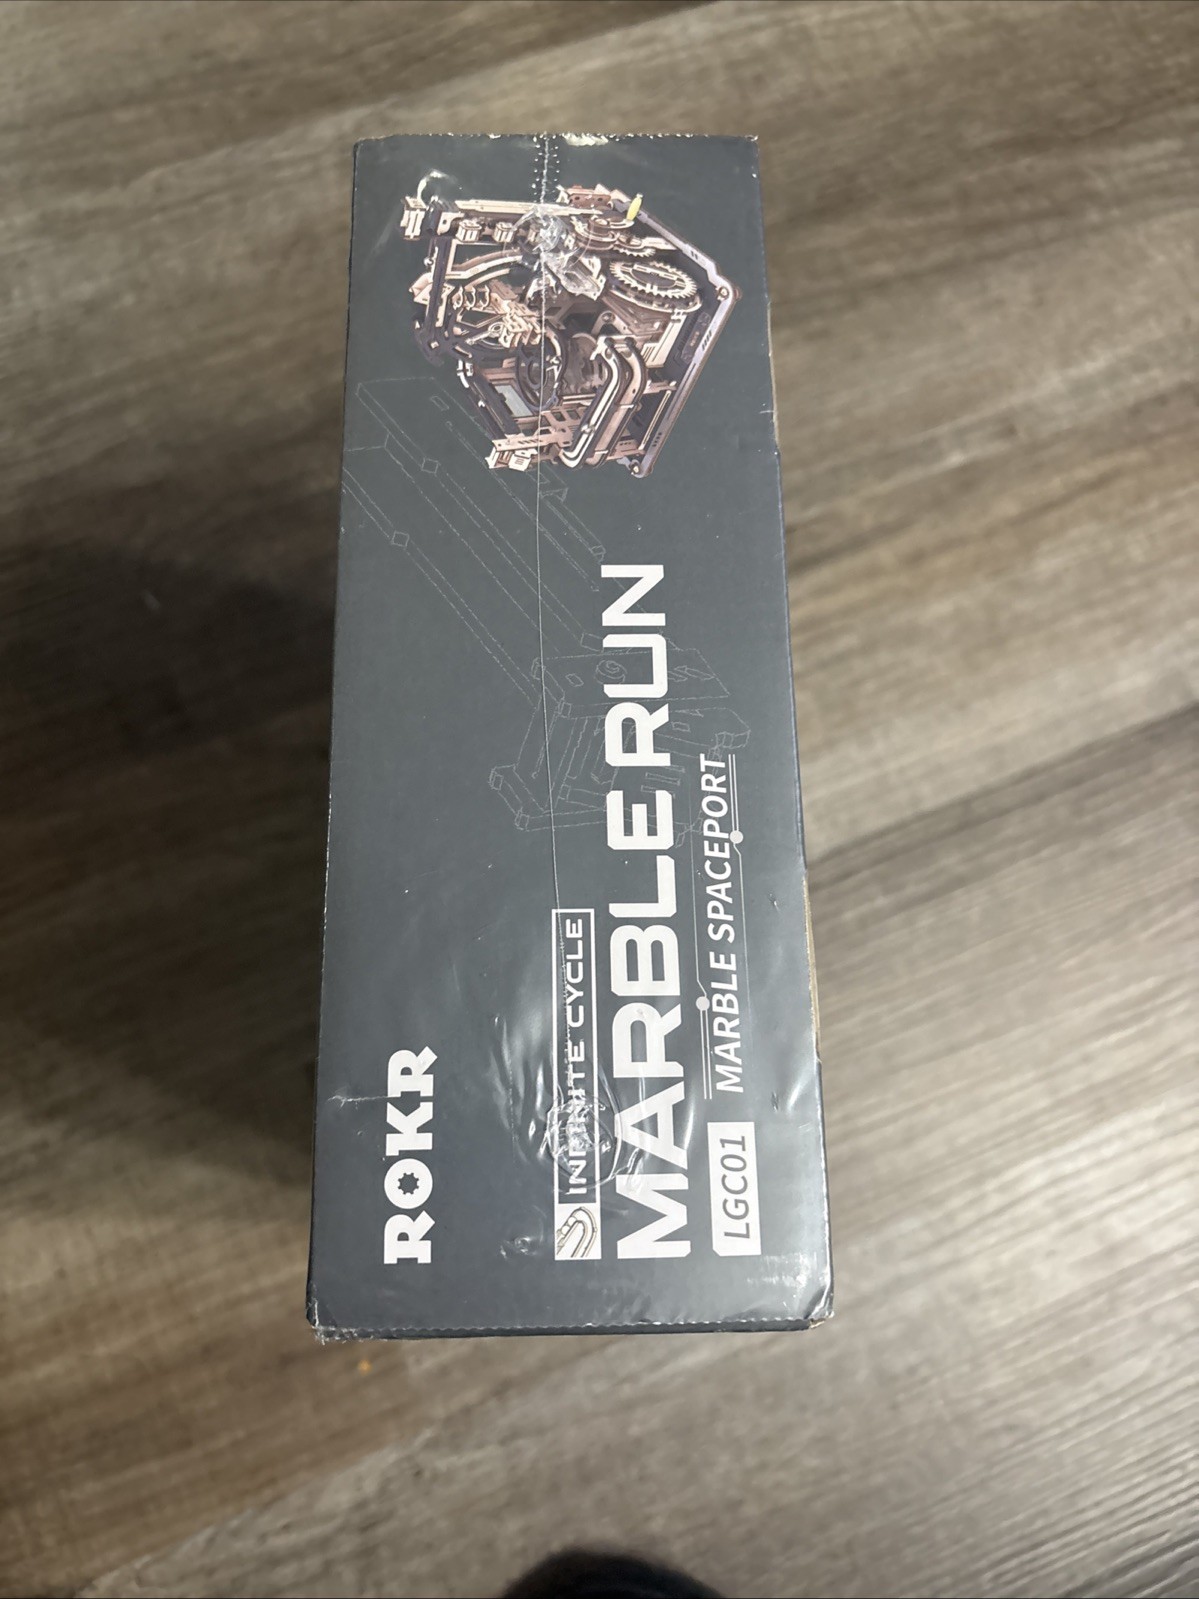 ROKR
INFINITE CYCLE
MARBLE RUN
LGC01 MARBLE SPACEPORT